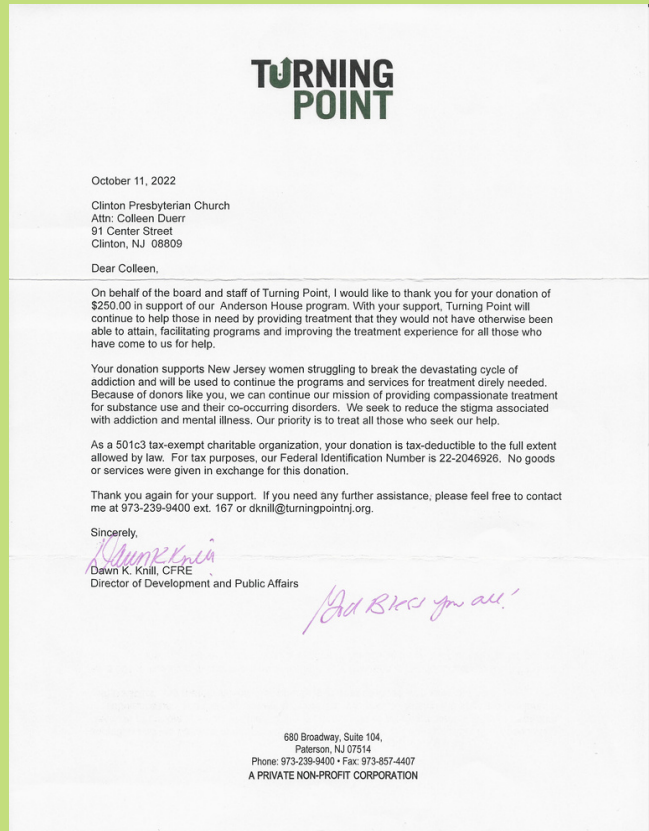 TURNING
POINT
October 11, 2022
Clinton Presbyterian Church
Attn: Colleen Duerr
91 Center Street
Clinton, NJ  08809
Dear Colleen,
On behalf of the board and staff of Turning Point, I would like to thank you for your donation of
$250.00 in support of our  Anderson House program. With your support, Turning Point will
continue to help those in need by providing treatment that they would not have otherwise been
able to attain, facilitating programs and improving the treatment experience for all those who
have come to us for help.
Your donation supports New Jersey women struggling to break the devastating cycle of
addiction and will be used to continue the programs and services for treatment direly needed.
Because of donors like you, we can continue our mission of providing compassionate treatment
for substance use and their co-occurring disorders.  We seek to reduce the stigma associated
with addiction and mental illness. Our priority is to treat all those who seek our help.
As a 501c3 tax-exempt charitable organization, your donation is tax-deductible to the full extent
allowed by law.  For tax purposes, our Federal Identification Number is 22-2046926.  No goods
or services were given in exchange for this donation.
Thank you again for your support.  If you need any further assistance, please feel free to contact
me at 973-239-9400 ext. 167 or dknill@turningpointnj.org.
Sincerely,
Dawn K Knill
Dawn K. Knill, CFRE
Director of Development and Public Affairs
God Bless you all!
680 Broadway, Suite 104,
Paterson, NJ 07514
Phone: 973-239-9400 • Fax: 973-857-4407
A PRIVATE NON-PROFIT CORPORATION